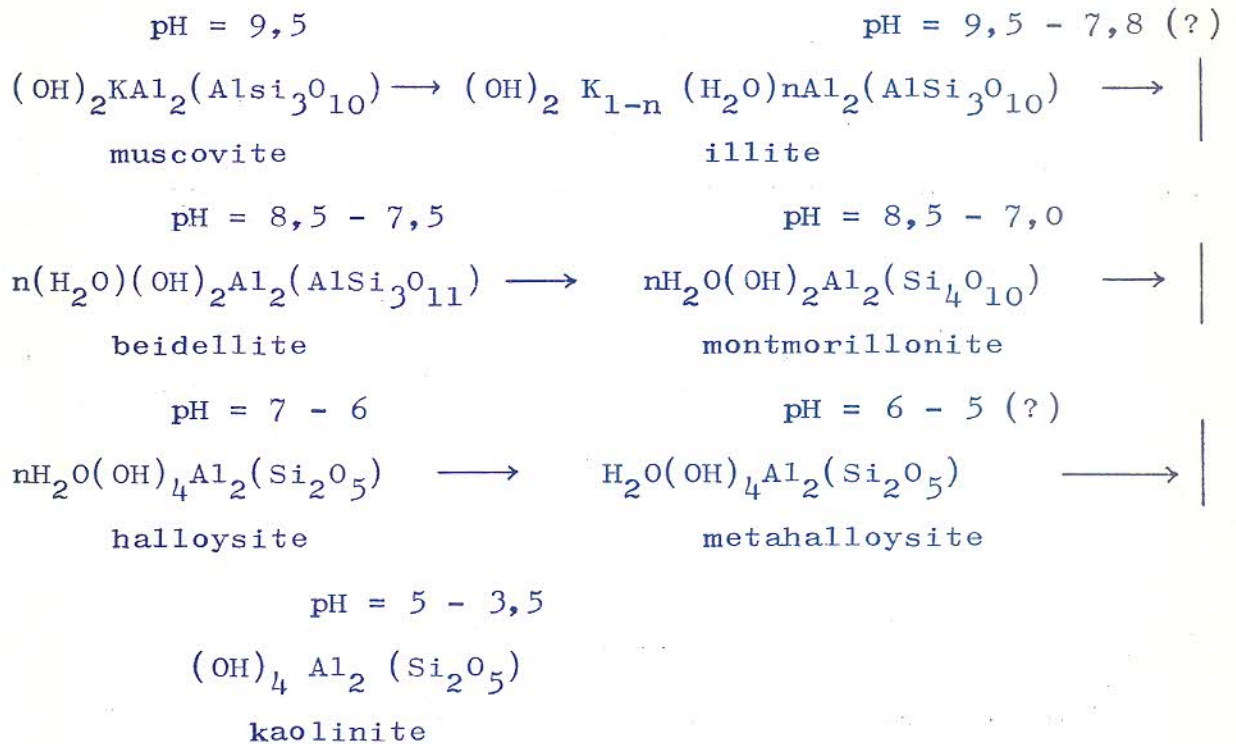 pH = 9,5 pH = 9,5 - 7,8 (?)
(OH)₂KAl₂(Alsi₃O₁₀) ⟶ (OH)₂ K₁₋ₙ (H₂O)nAl₂(AlSi₃O₁₀) ⟶ |
muscovite illite
pH = 8,5 - 7,5 pH = 8,5 - 7,0
n(H₂O)(OH)₂Al₂(AlSi₃O₁₁) ⟶ nH₂O(OH)₂Al₂(Si₄O₁₀) ⟶ |
beidellite montmorillonite
pH = 7 - 6 pH = 6 - 5 (?)
nH₂O(OH)₄Al₂(Si₂O₅) ⟶ H₂O(OH)₄Al₂(Si₂O₅) ⟶ |
halloysite metahalloysite
pH = 5 - 3,5
(OH)₄ Al₂ (Si₂O₅)
kaolinite